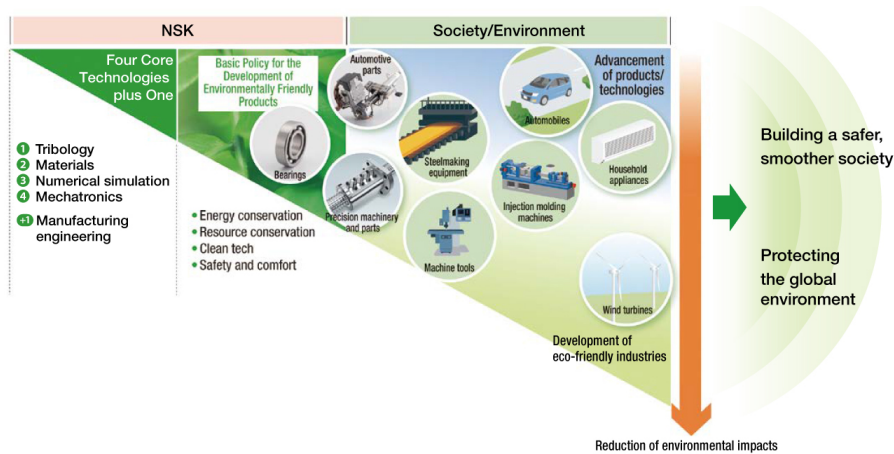 NSK
Society/Environment
Four Core
Technologies
plus One
Basic Policy for the
Development of
Environmentally Friendly
Products
1 Tribology
2 Materials
3 Numerical simulation
4 Mechatronics
+1 Manufacturing
engineering
Bearings
• Energy conservation
• Resource conservation
• Clean tech
• Safety and comfort
Automotive
parts
Precision machinery
and parts
Steelmaking
equipment
Machine tools
Automobiles
Injection molding
machines
Advancement
of products/
technologies
Household
appliances
Wind turbines
Development of
eco-friendly industries
Reduction of environmental impacts
Building a safer,
smoother society
Protecting
the global
environment